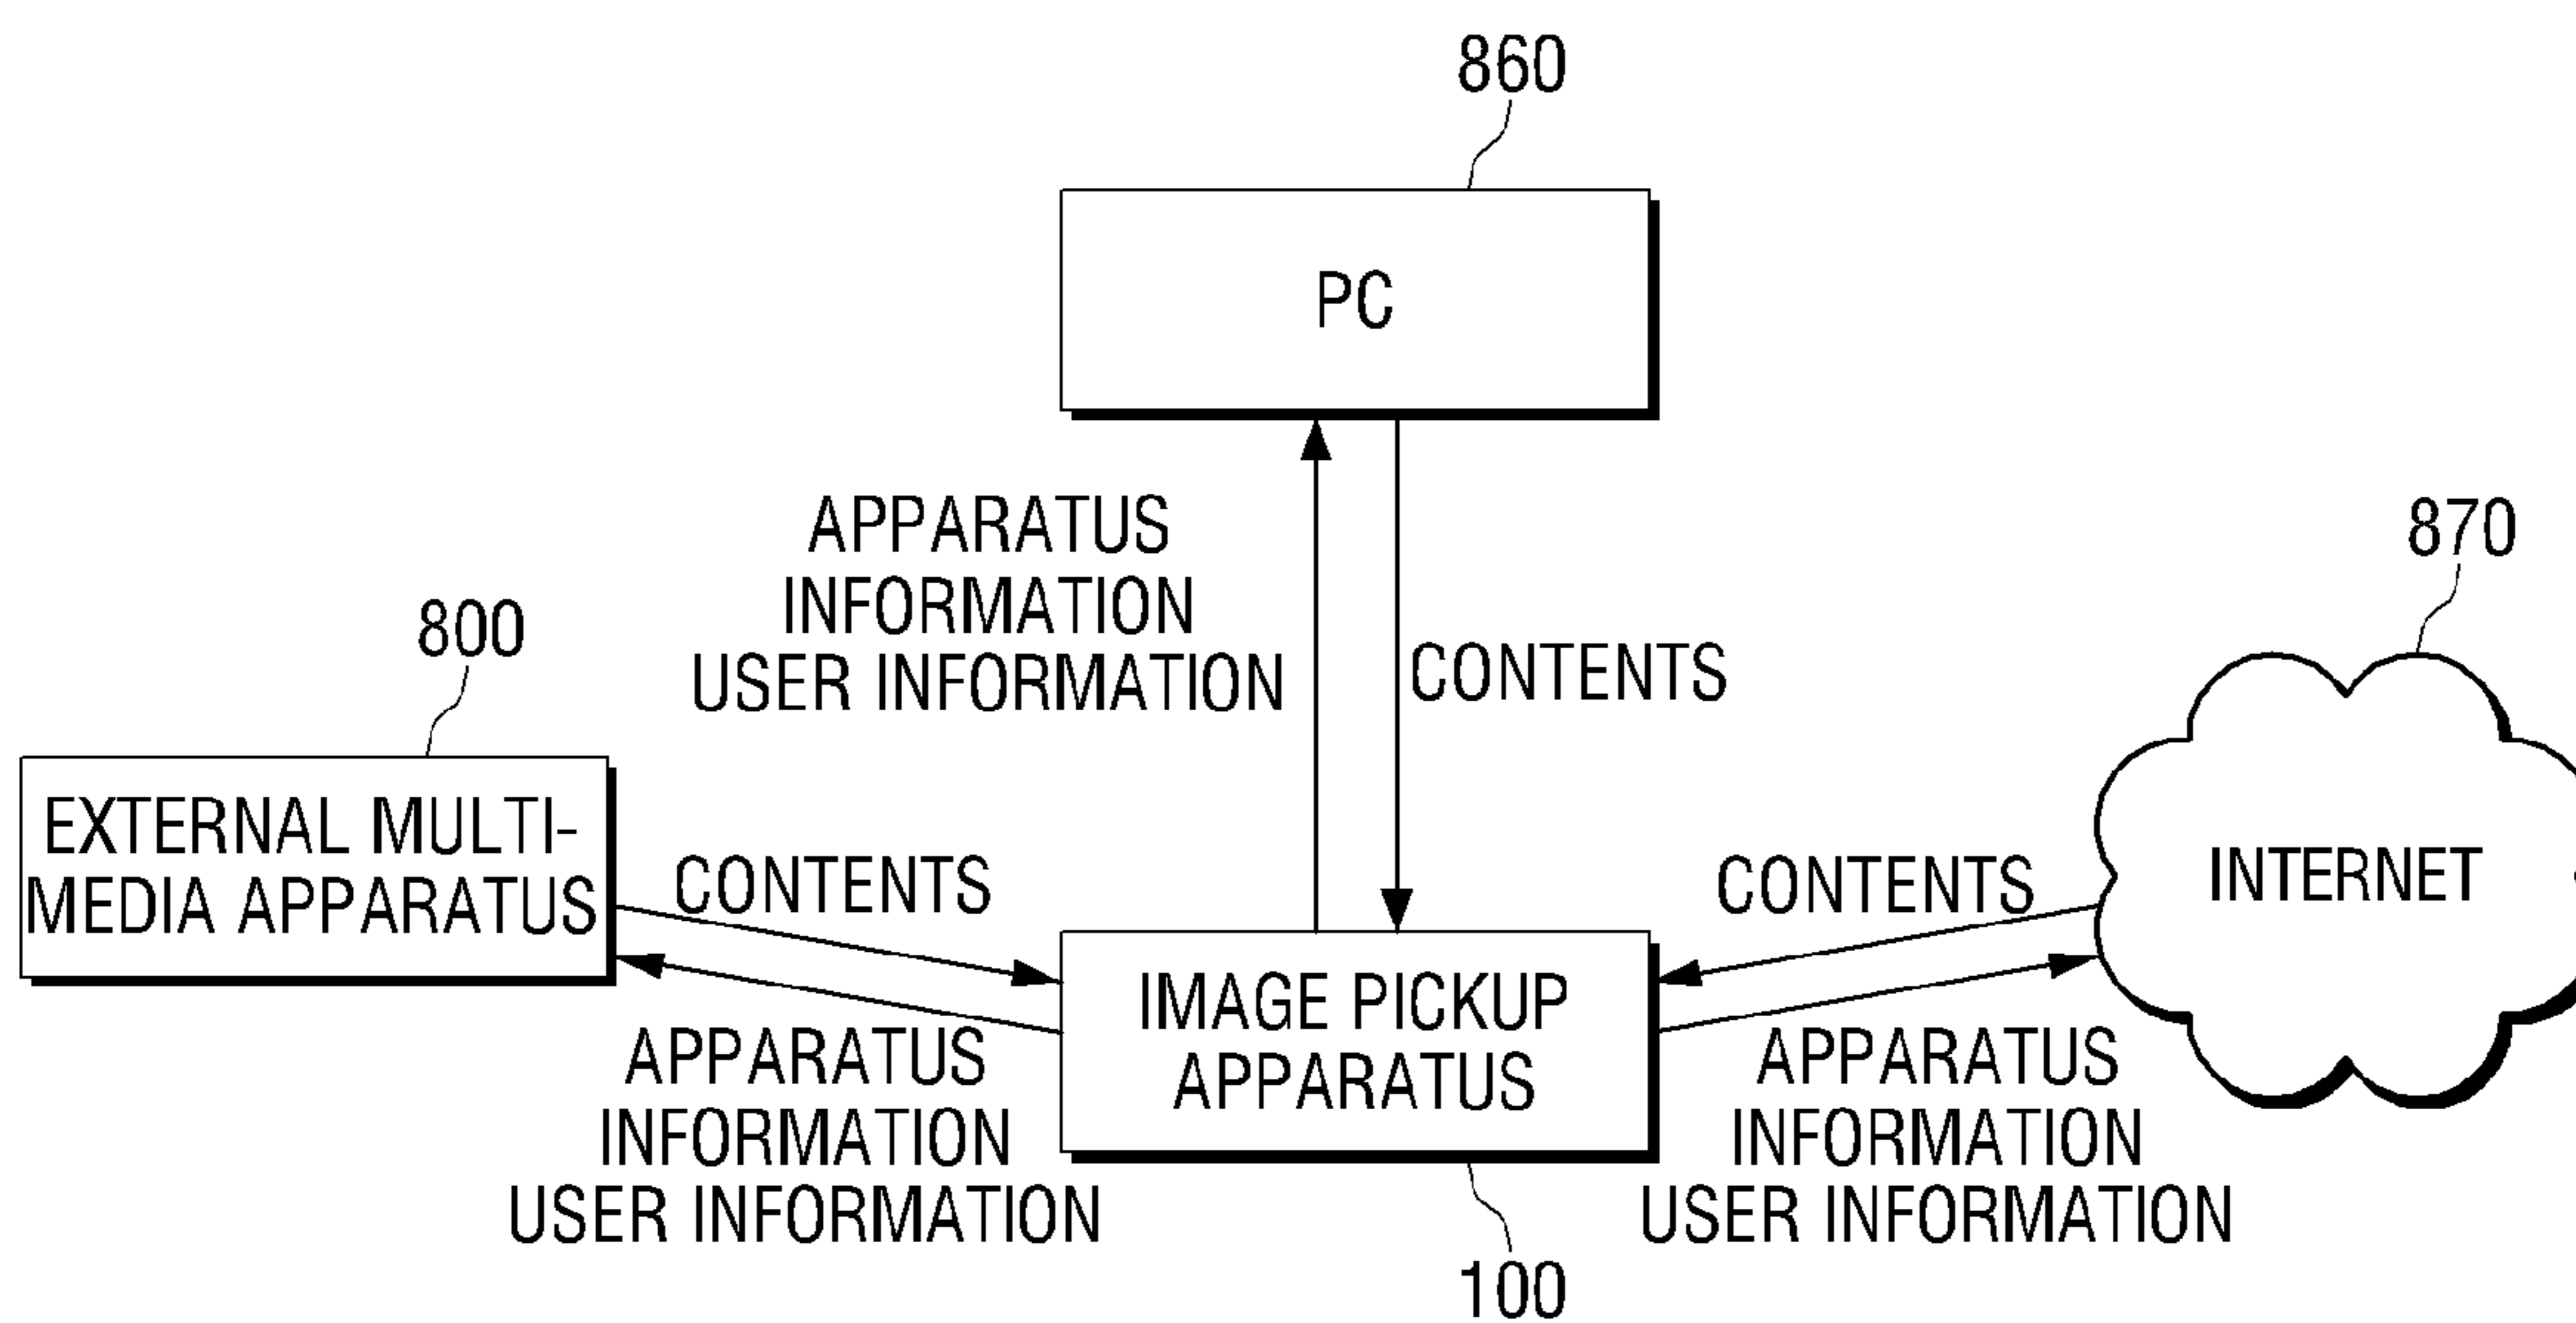 860
PC
APPARATUS
INFORMATION
USER INFORMATION
CONTENTS
870
800
EXTERNAL MULTI-
MEDIA APPARATUS
CONTENTS
APPARATUS
INFORMATION
USER INFORMATION
IMAGE PICKUP
APPARATUS
100
CONTENTS
INTERNET
APPARATUS
INFORMATION
USER INFORMATION